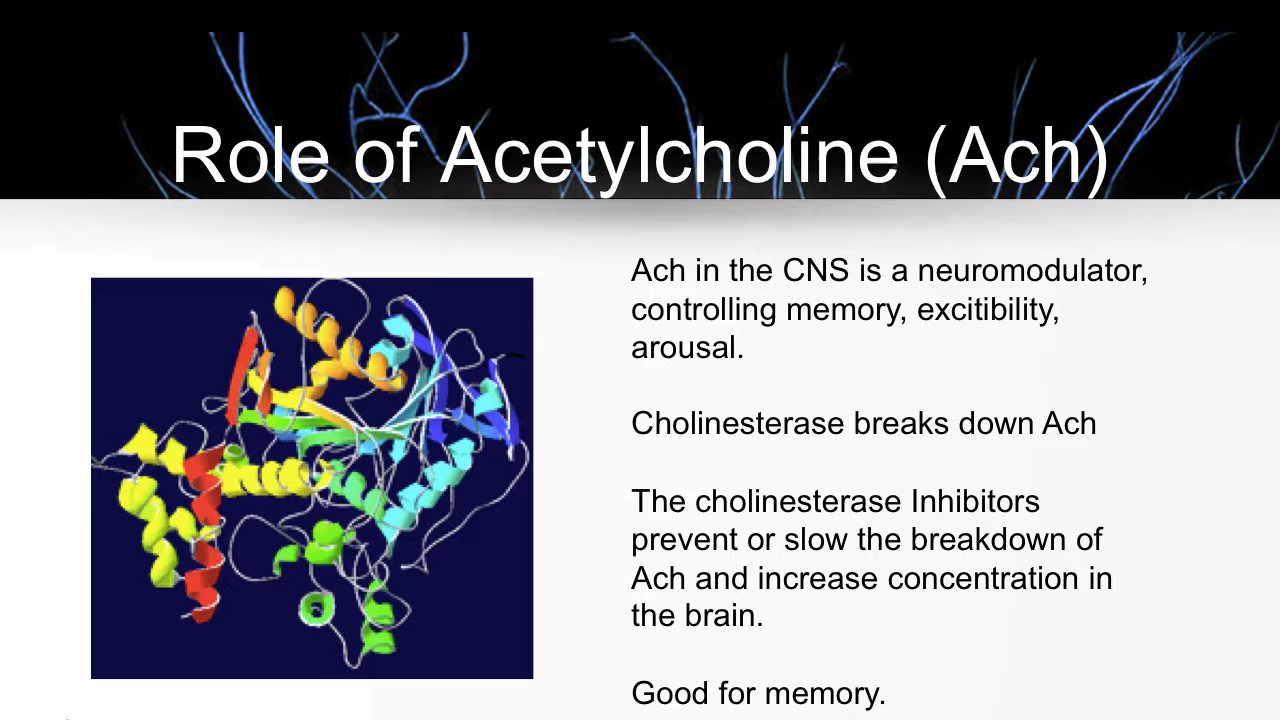 Role of Acetylcholine (Ach)
Ach in the CNS is a neuromodulator,
controlling memory, excitibility,
arousal.
Cholinesterase breaks down Ach
The cholinesterase Inhibitors
prevent or slow the breakdown of
Ach and increase concentration in
the brain.
Good for memory.